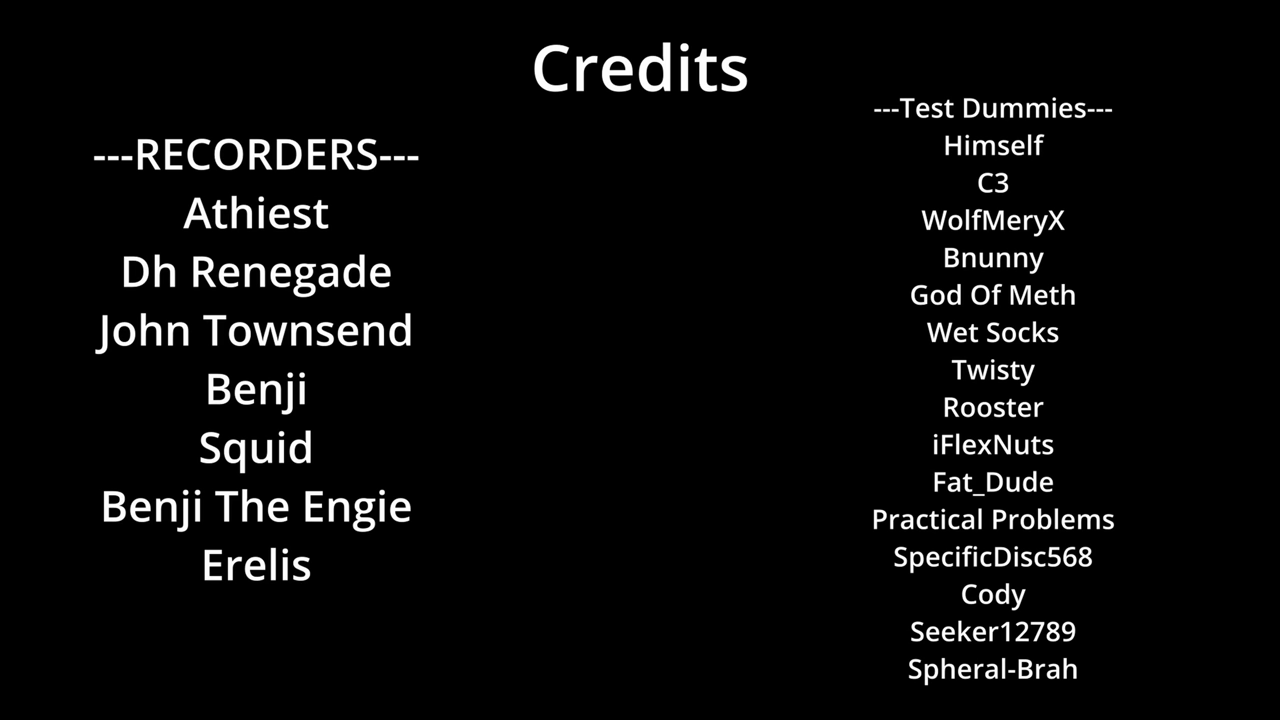 Credits
---RECORDERS---
Athiest
Dh Renegade
John Townsend
Benji
Squid
Benji The Engie
Erelis
---Test Dummies---
Himself
C3
WolfMeryX
Bnunny
God Of Meth
Wet Socks
Twisty
Rooster
iFlexNuts
Fat_Dude
Practical Problems
SpecificDisc568
Cody
Seeker12789
Spheral-Brah